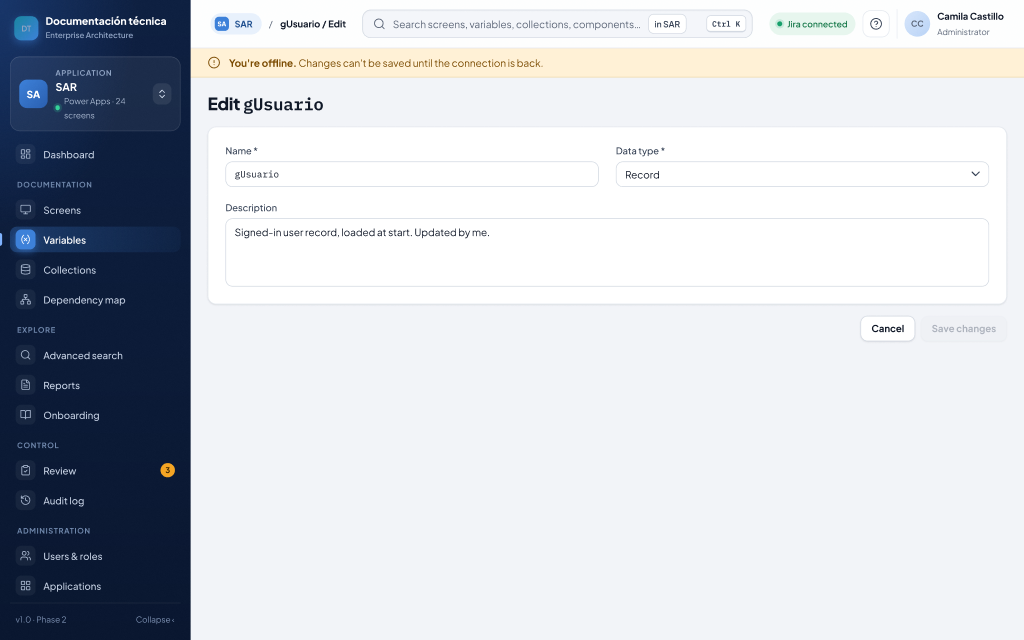 DT
Documentación técnica
Enterprise Architecture
SA
APPLICATION
SAR
Power Apps · 24
screens
Dashboard
DOCUMENTATION
Screens
Variables
Collections
Dependency map
EXPLORE
Advanced search
Reports
Onboarding
CONTROL
Review
3
Audit log
ADMINISTRATION
Users & roles
Applications
v1.0 · Phase 2
Collapse ‹
SA SAR / gUsuario / Edit
Search screens, variables, collections, components... in SAR Ctrl K
Jira connected
CC
Camila Castillo
Administrator
You're offline. Changes can't be saved until the connection is back.
Edit gUsuario
Name *
gUsuario
Data type *
Record
Description
Signed-in user record, loaded at start. Updated by me.
Cancel
Save changes